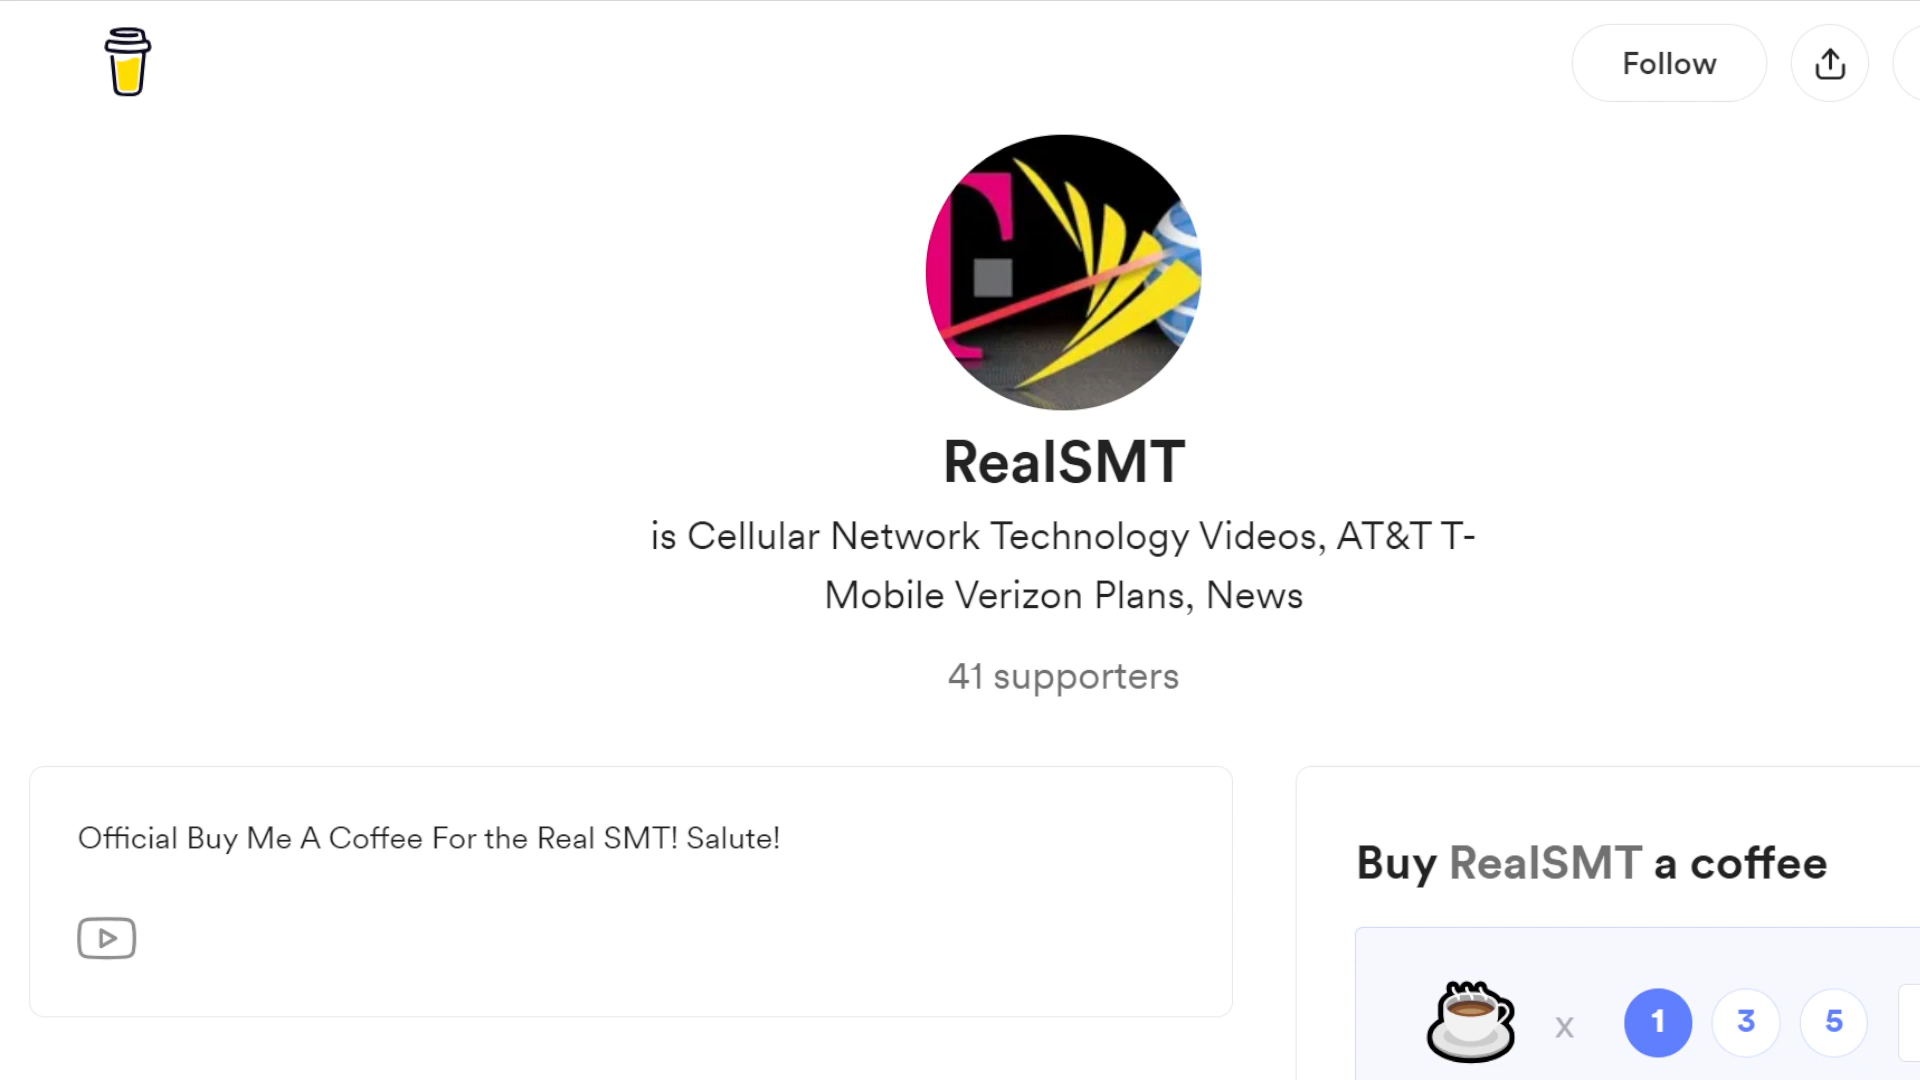 Follow
RealSMT
is Cellular Network Technology Videos, AT&T T-
Mobile Verizon Plans, News
41 supporters
Official Buy Me A Coffee For the Real SMT! Salute!
Buy RealSMT a coffee
x 1 3 5